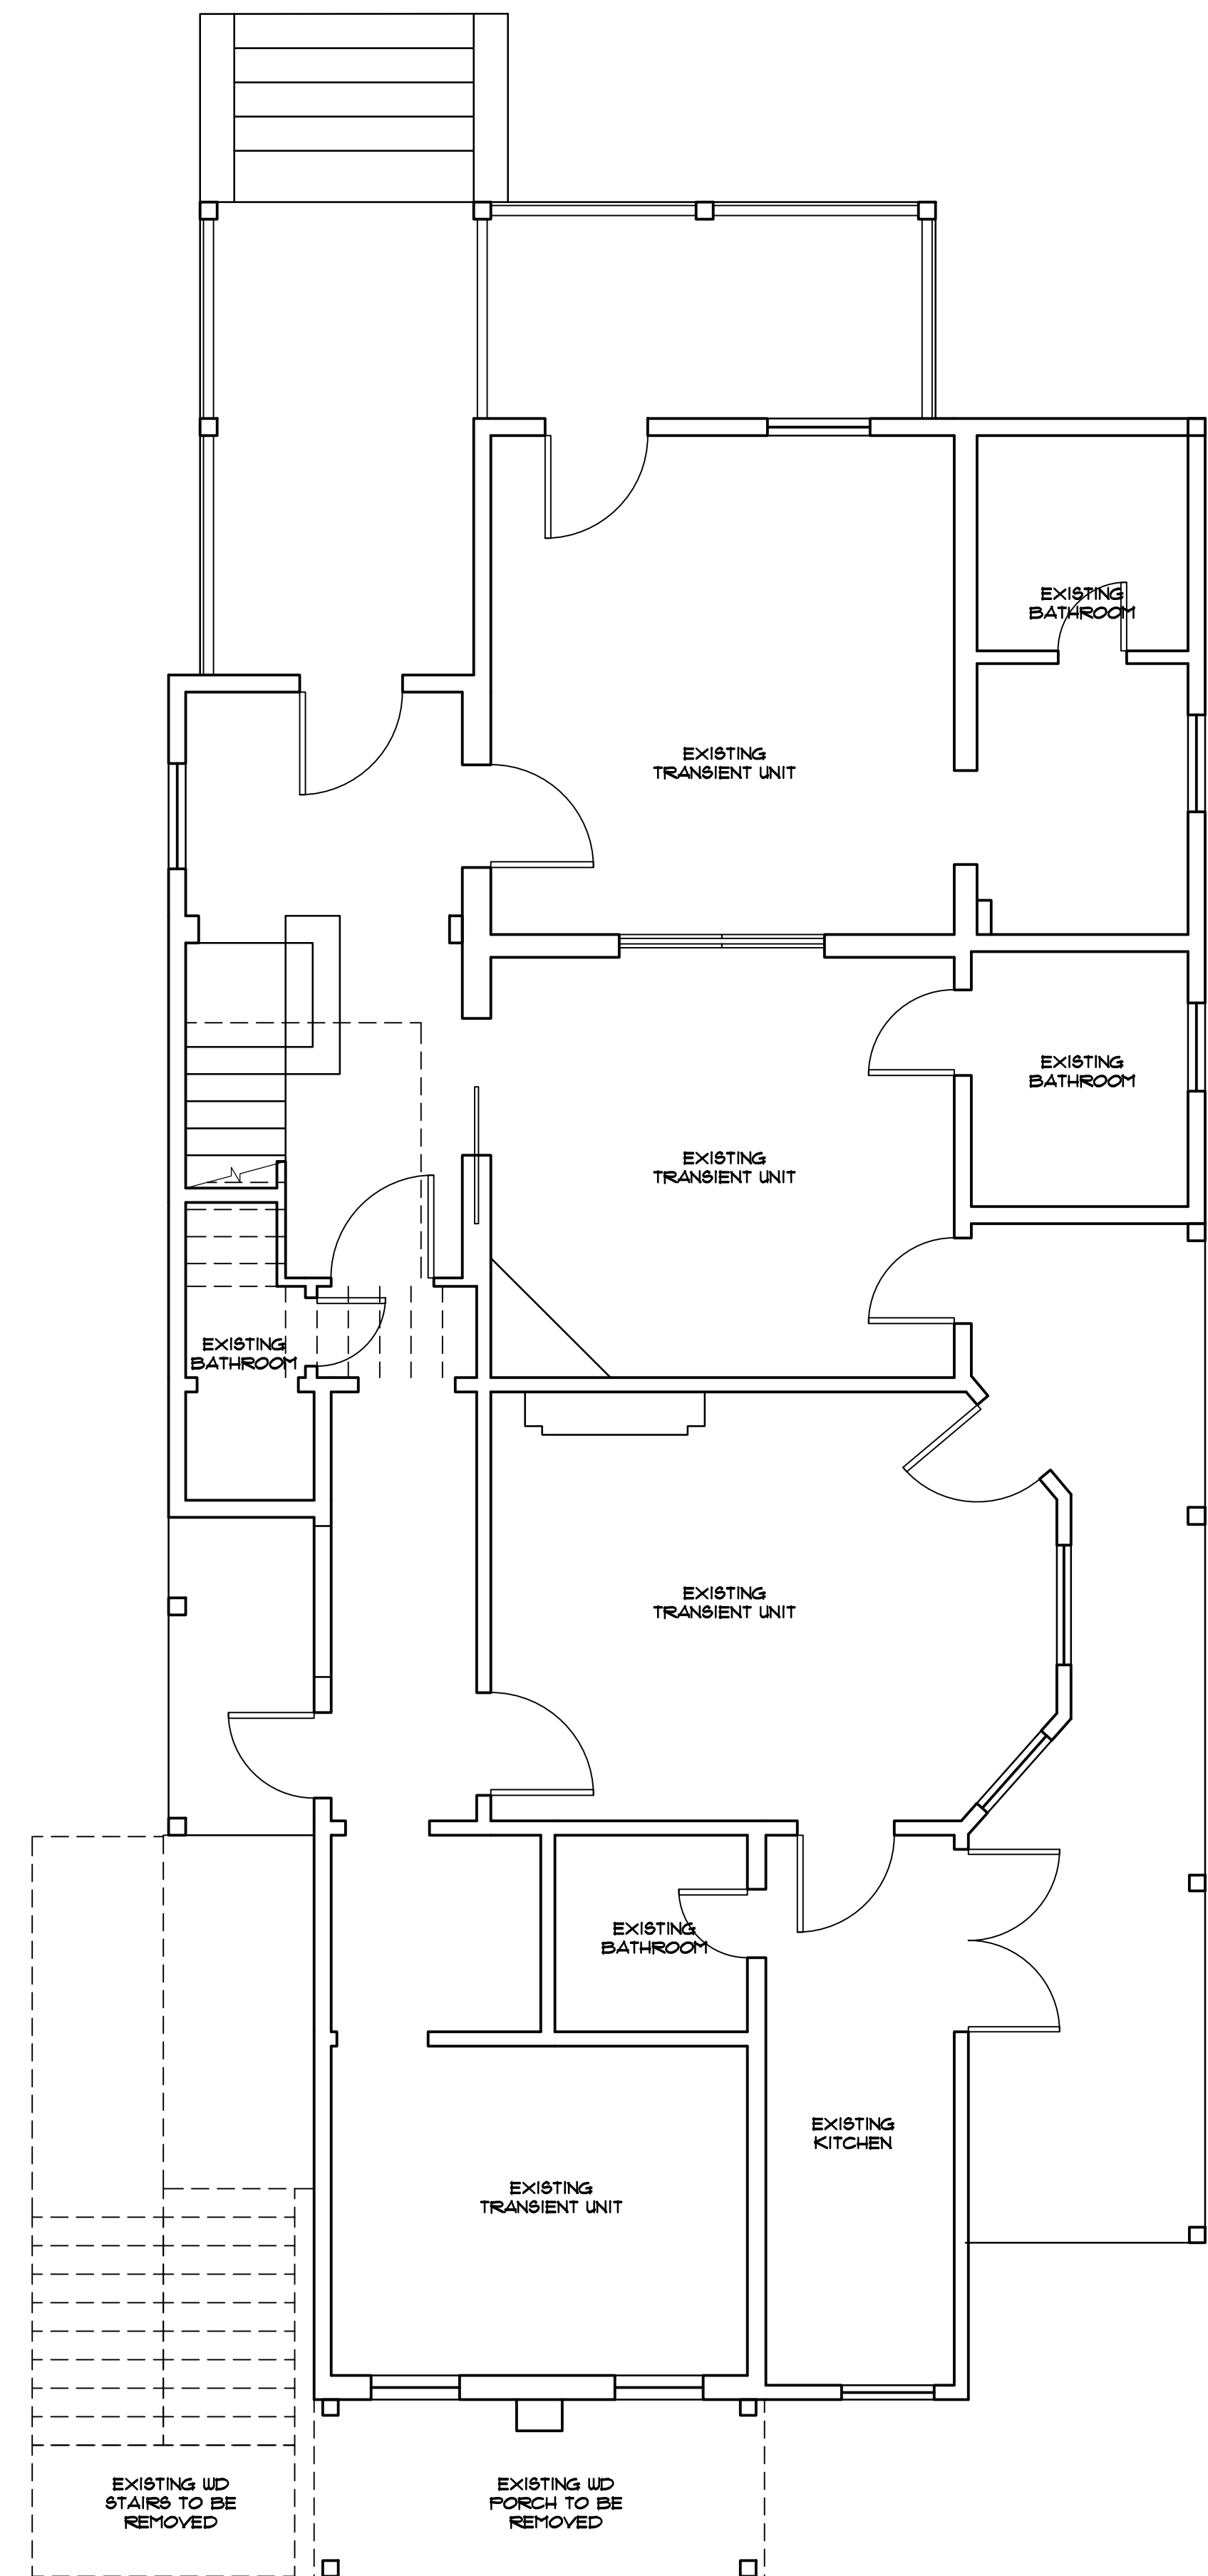 EXISTING
BATHROOM
EXISTING
TRANSIENT UNIT
EXISTING
BATHROOM
EXISTING
TRANSIENT UNIT
EXISTING
BATHROOM
EXISTING
TRANSIENT UNIT
EXISTING
BATHROOM
EXISTING
KITCHEN
EXISTING
TRANSIENT UNIT
EXISTING WD
STAIRS TO BE
REMOVED
EXISTING WD
PORCH TO BE
REMOVED